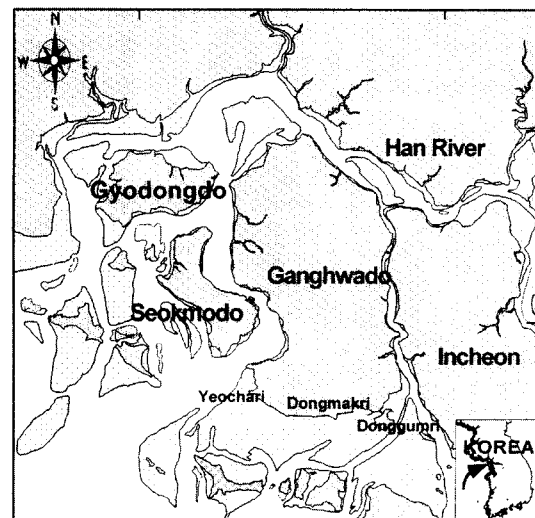 N
W E
S
Han River
Gyodongdo
Ganghwado
Seokmodo
Incheon
Yeochari
Dongmakri
Donggumri
KOREA